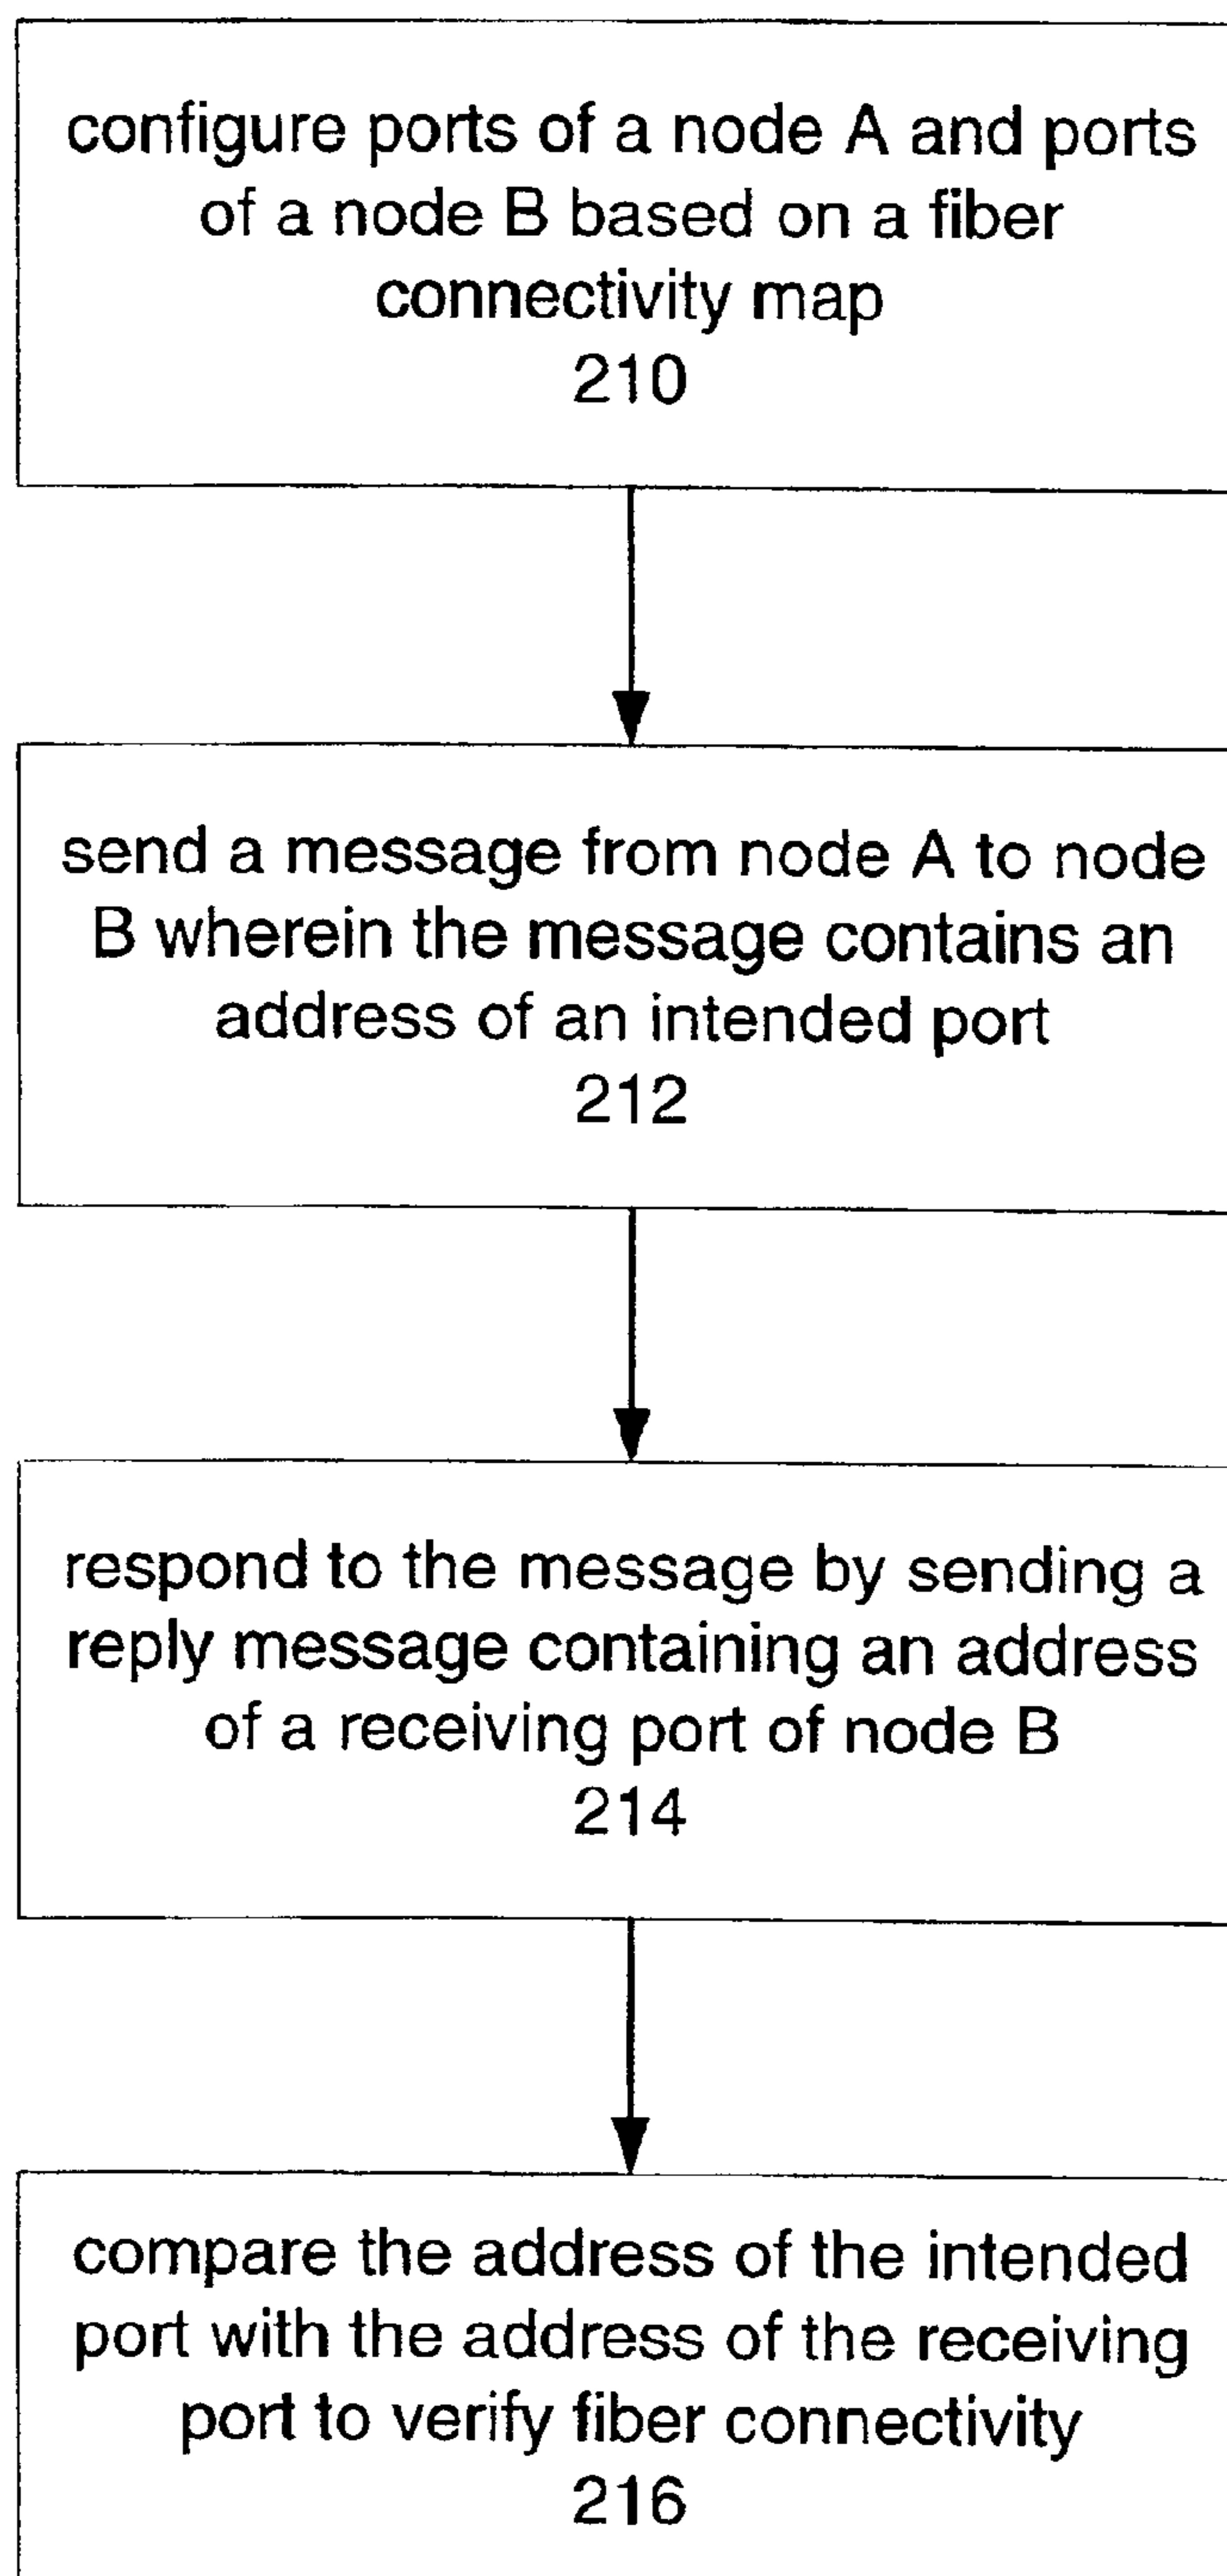 configure ports of a node A and ports
of a node B based on a fiber
connectivity map
210
send a message from node A to node
B wherein the message contains an
address of an intended port
212
respond to the message by sending a
reply message containing an address
of a receiving port of node B
214
compare the address of the intended
port with the address of the receiving
port to verify fiber connectivity
216